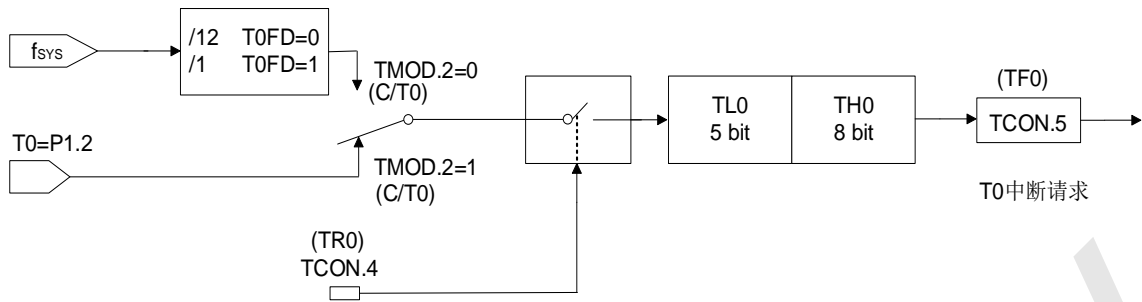 fSYS
/12 T0FD=0
/1 T0FD=1
TMOD.2=0
(C/T0)
T0=P1.2
TMOD.2=1
(C/T0)
(TR0)
TCON.4
TL0
5 bit
TH0
8 bit
(TF0)
TCON.5
T0中断请求